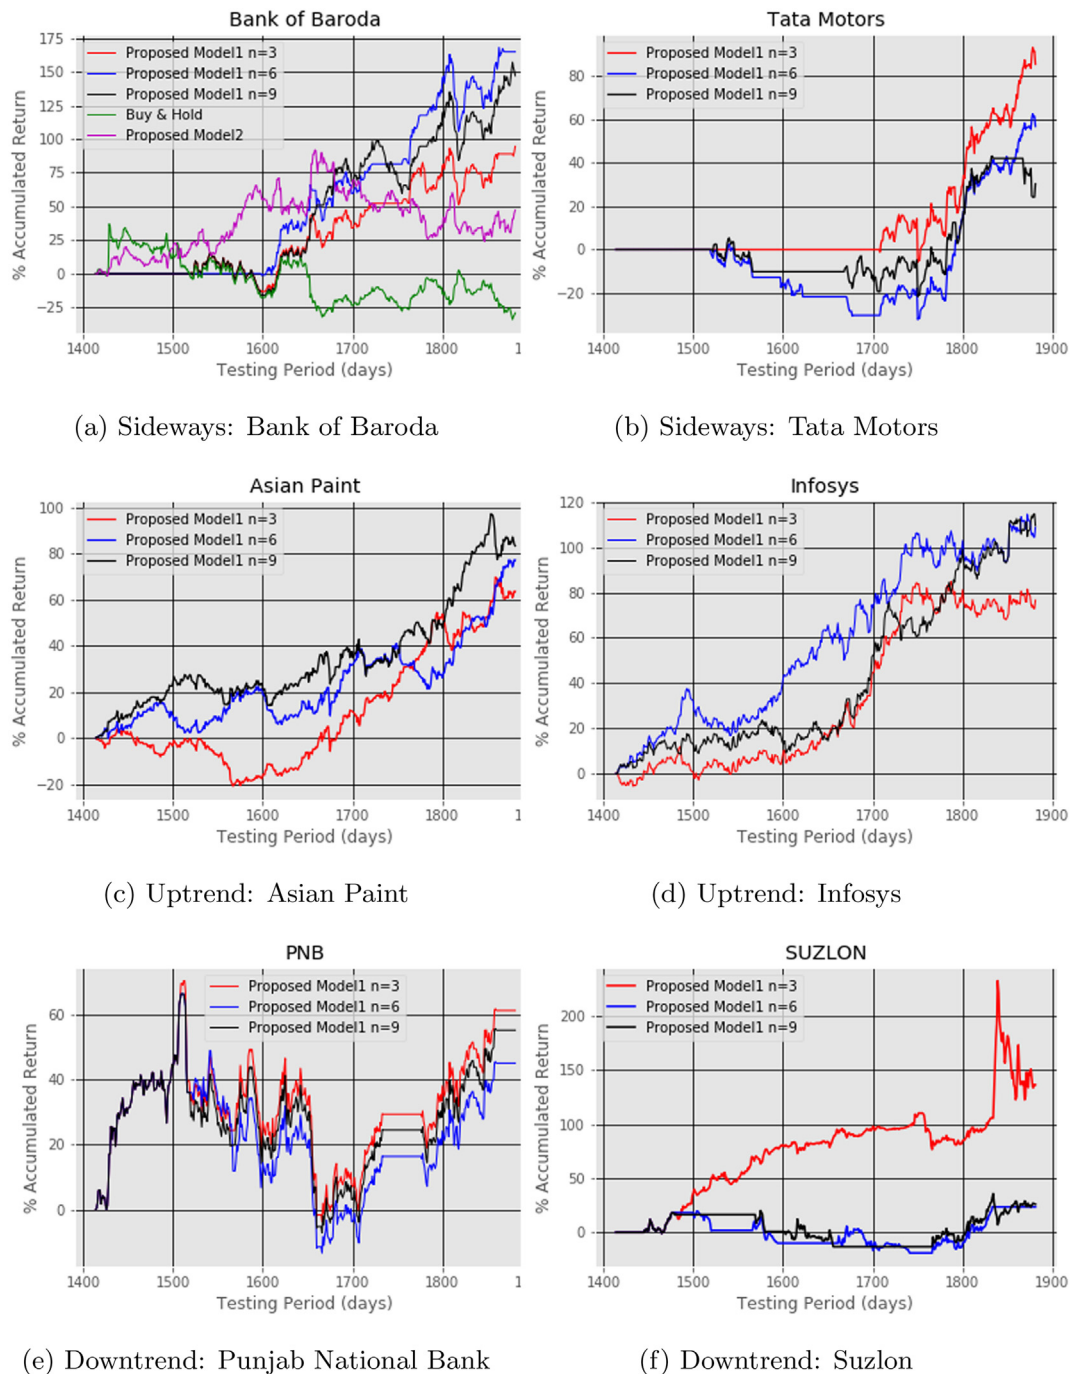 Bank of Baroda
% Accumulated Return
175
150
125
100
75
50
25
0
−25
Proposed Model1 n=3
Proposed Model1 n=6
Proposed Model1 n=9
Buy & Hold
Proposed Model2
1400 1500 1600 1700 1800 1
Testing Period (days)
(a) Sideways: Bank of Baroda
Tata Motors
% Accumulated Return
80
60
40
20
0
−20
Proposed Model1 n=3
Proposed Model1 n=6
Proposed Model1 n=9
1400 1500 1600 1700 1800 1900
Testing Period (days)
(b) Sideways: Tata Motors
Asian Paint
% Accumulated Return
100
80
60
40
20
0
−20
Proposed Model1 n=3
Proposed Model1 n=6
Proposed Model1 n=9
1400 1500 1600 1700 1800 1
Testing Period (days)
(c) Uptrend: Asian Paint
Infosys
% Accumulated Return
120
100
80
60
40
20
0
Proposed Model1 n=3
Proposed Model1 n=6
Proposed Model1 n=9
1400 1500 1600 1700 1800 1900
Testing Period (days)
(d) Uptrend: Infosys
PNB
% Accumulated Return
60
40
20
0
Proposed Model1 n=3
Proposed Model1 n=6
Proposed Model1 n=9
1400 1500 1600 1700 1800 1
Testing Period (days)
(e) Downtrend: Punjab National Bank
SUZLON
% Accumulated Return
200
150
100
50
0
Proposed Model1 n=3
Proposed Model1 n=6
Proposed Model1 n=9
1400 1500 1600 1700 1800 1900
Testing Period (days)
(f) Downtrend: Suzlon